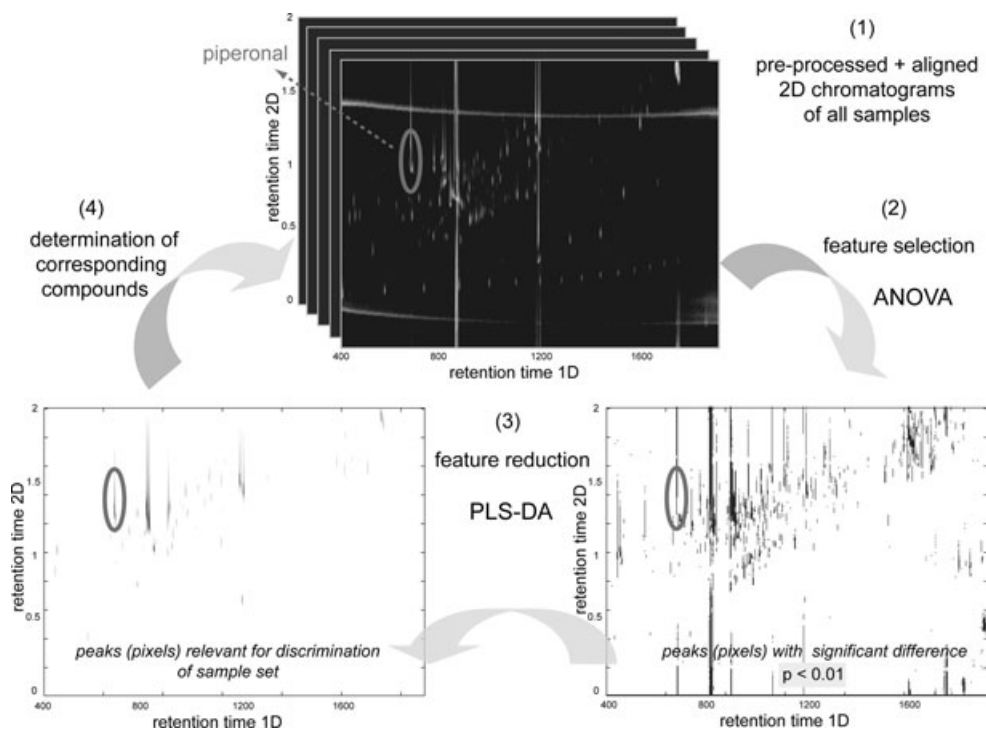 piperonal
2
1.5
1
0.5
0
retention time 2D
400
800
1200
1600
retention time 1D
(1)
pre-processed + aligned
2D chromatograms
of all samples
(2)
feature selection
ANOVA
(4)
determination of
corresponding
compounds
2
1.5
1
0.5
0
retention time 2D
peaks (pixels) relevant for discrimination
of sample set
400
800
1200
1600
retention time 1D
(3)
feature reduction
PLS-DA
2
1.5
1
0.5
0
retention time 2D
peaks (pixels) with significant difference
p < 0.01
400
800
1200
1600
retention time 1D